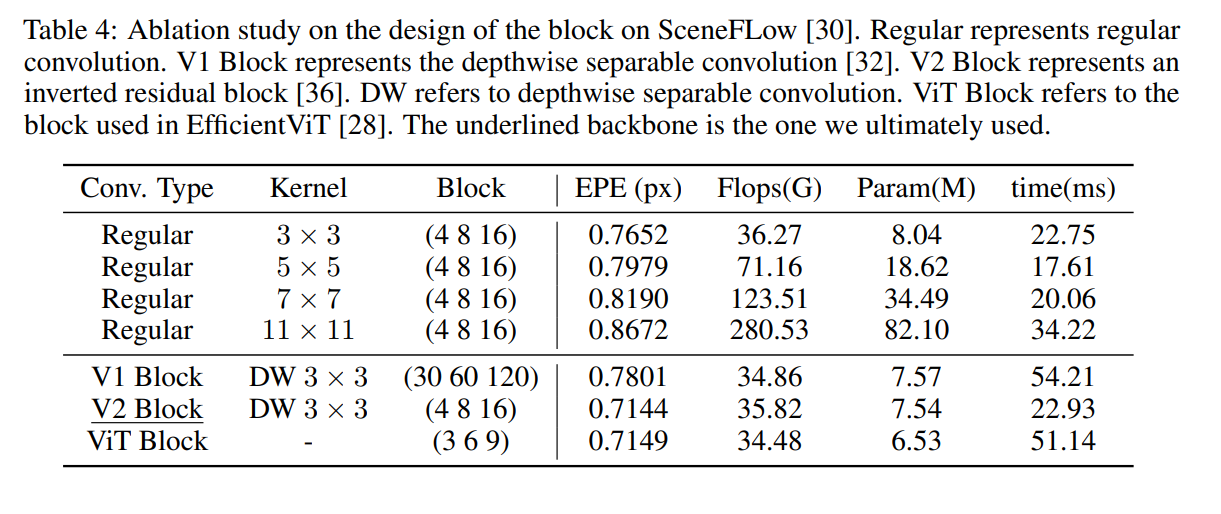 Table 4: Ablation study on the design of the block on SceneFLow [30]. Regular represents regular
convolution. V1 Block represents the depthwise separable convolution [32]. V2 Block represents an
inverted residual block [36]. DW refers to depthwise separable convolution. ViT Block refers to the
block used in EfficientViT [28]. The underlined backbone is the one we ultimately used.
Conv. Type Kernel Block EPE (px) Flops(G) Param(M) time(ms)
Regular 3 × 3 (4 8 16) 0.7652 36.27 8.04 22.75
Regular 5 × 5 (4 8 16) 0.7979 71.16 18.62 17.61
Regular 7 × 7 (4 8 16) 0.8190 123.51 34.49 20.06
Regular 11 × 11 (4 8 16) 0.8672 280.53 82.10 34.22
V1 Block DW 3 × 3 (30 60 120) 0.7801 34.86 7.57 54.21
V2 Block DW 3 × 3 (4 8 16) 0.7144 35.82 7.54 22.93
ViT Block - (3 6 9) 0.7149 34.48 6.53 51.14